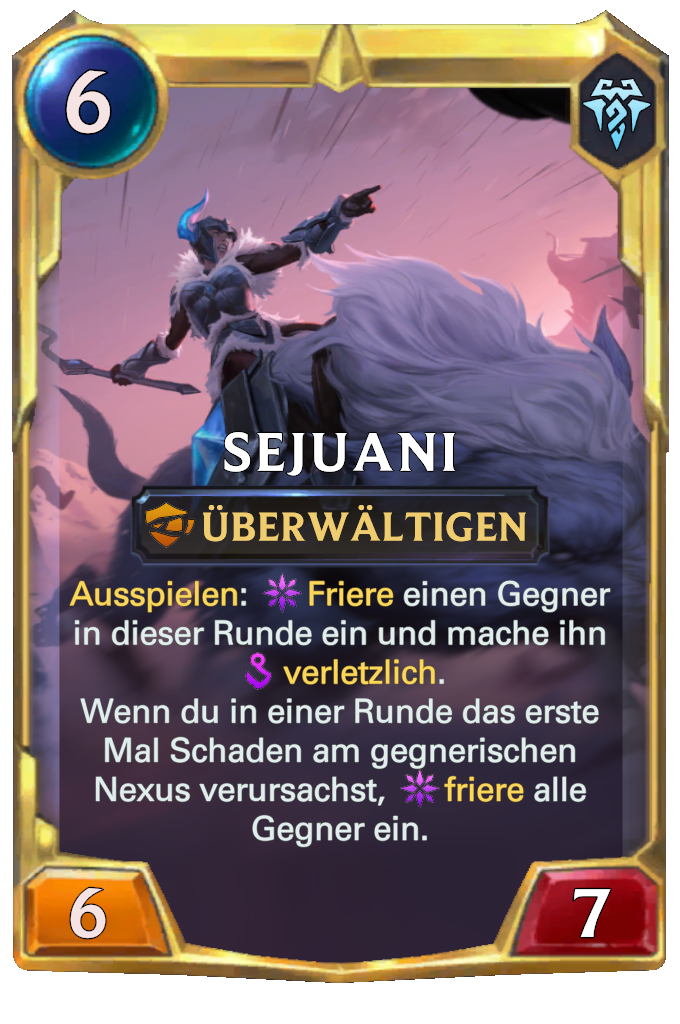 6
SEJUANI
ÜBERWÄLTIGEN
Ausspielen: Friere einen Gegner
in dieser Runde ein und mache ihn
verletzlich.
Wenn du in einer Runde das erste
Mal Schaden am gegnerischen
Nexus verursachst, friere alle
Gegner ein.
6
7